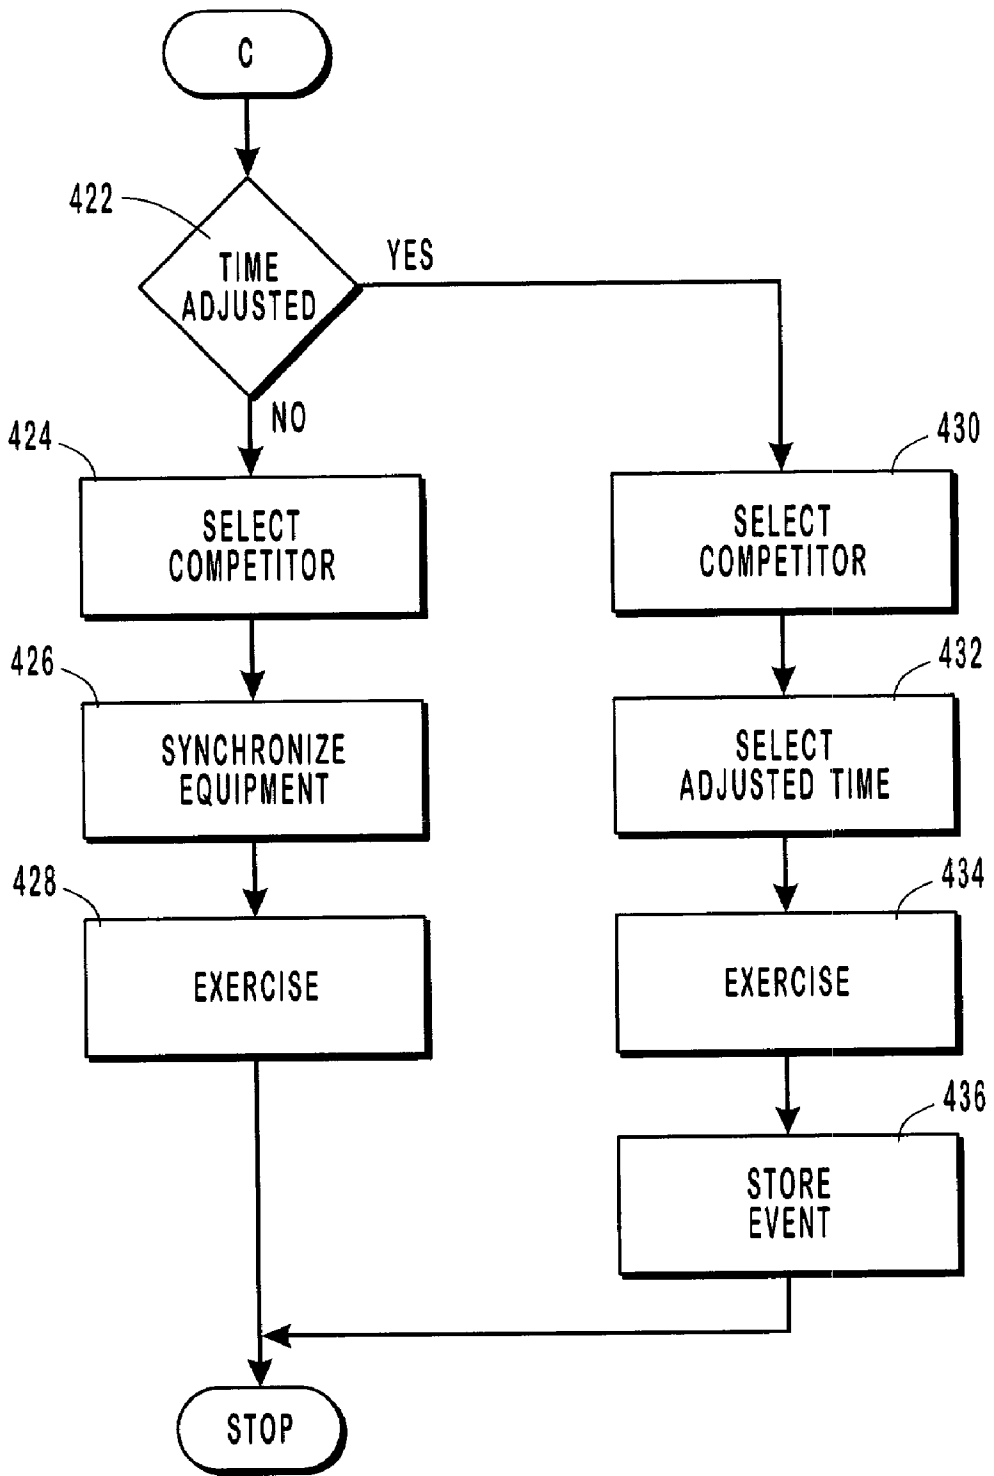 C
422
TIME
ADJUSTED
YES
NO
424
SELECT
COMPETITOR
426
SYNCHRONIZE
EQUIPMENT
428
EXERCISE
430
SELECT
COMPETITOR
432
SELECT
ADJUSTED TIME
434
EXERCISE
436
STORE
EVENT
STOP